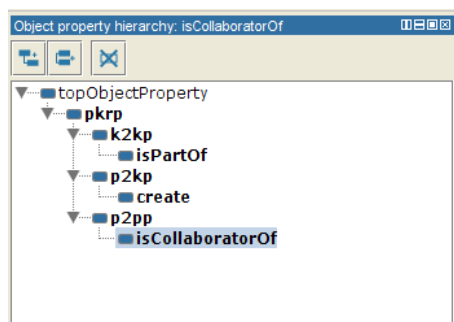 Object property hierarchy: isCollaboratorOf
topObjectProperty
pkrp
k2kp
isPartOf
p2kp
create
p2pp
isCollaboratorOf